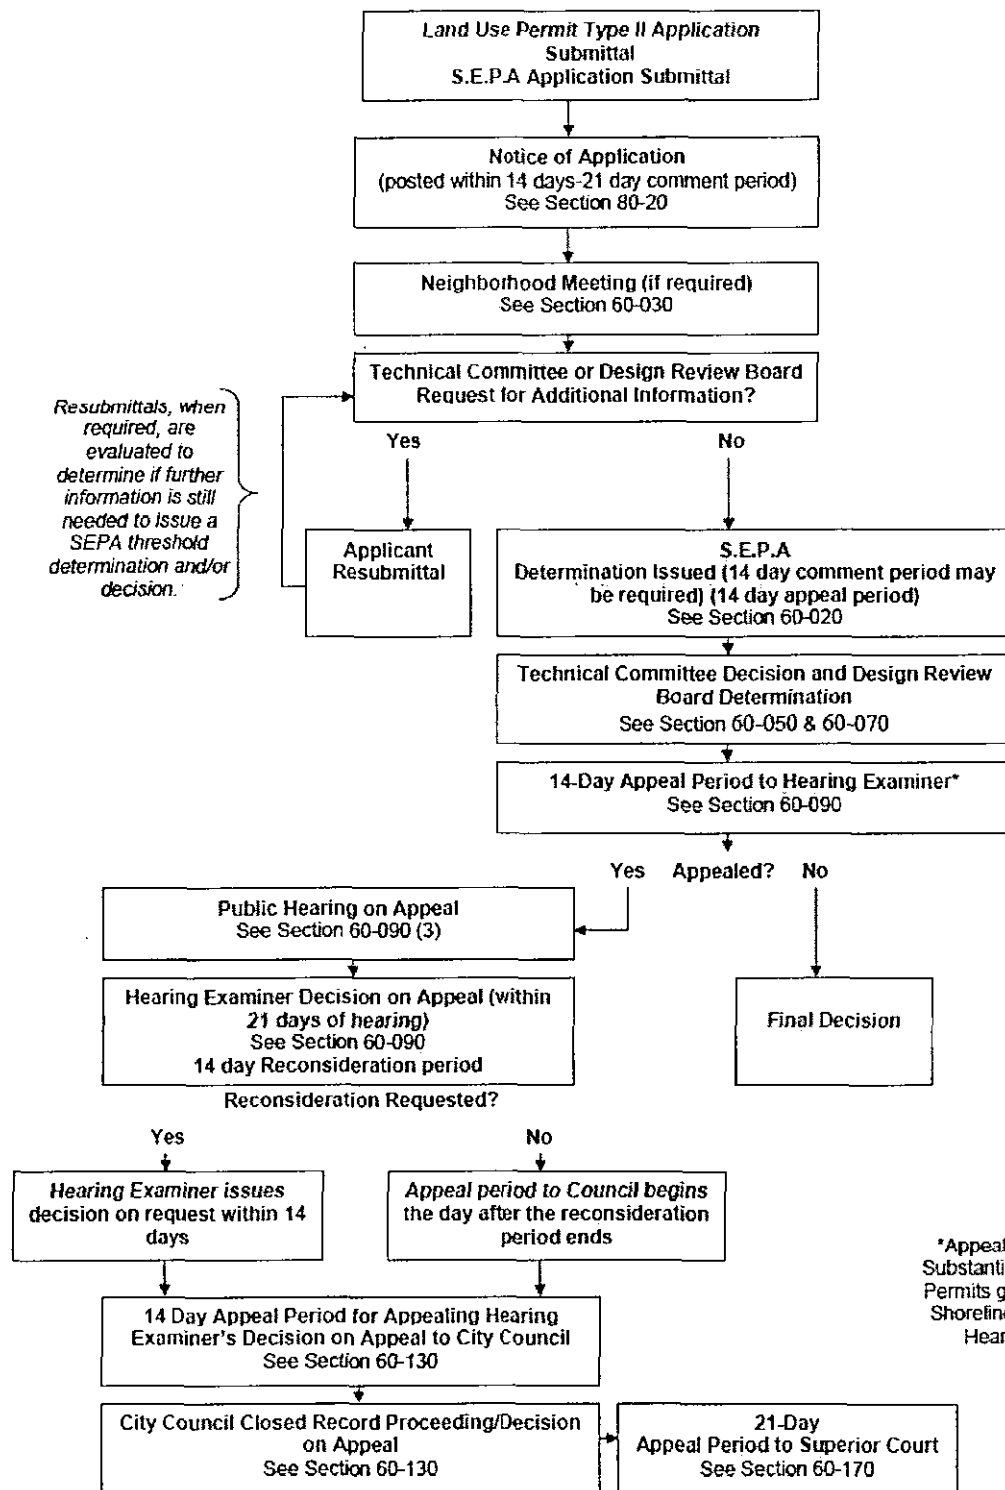 Land Use Permit Type II Application
Submittal
S.E.P.A Application Submittal
Notice of Application
(posted within 14 days-21 day comment period)
See Section 80-20
Neighborhood Meeting (if required)
See Section 60-030
Technical Committee or Design Review Board
Request for Additional Information?
Resubmittals, when
required, are
evaluated to
determine if further
information is still
needed to issue a
SEPA threshold
determination and/or
decision.
Yes
No
Applicant
Resubmittal
S.E.P.A
Determination Issued (14 day comment period may
be required) (14 day appeal period)
See Section 60-020
Technical Committee Decision and Design Review
Board Determination
See Section 60-050 & 60-070
14-Day Appeal Period to Hearing Examiner*
See Section 60-090
Yes Appealed? No
Public Hearing on Appeal
See Section 60-090 (3)
Hearing Examiner Decision on Appeal (within
21 days of hearing)
See Section 60-090
14 day Reconsideration period
Final Decision
Reconsideration Requested?
Yes
No
Hearing Examiner issues
decision on request within 14
days
Appeal period to Council begins
the day after the reconsideration
period ends
*Appeal
Substanti
Permits g
Shoreline
Hear
14 Day Appeal Period for Appealing Hearing
Examiner's Decision on Appeal to City Council
See Section 60-130
City Council Closed Record Proceeding/Decision
on Appeal
See Section 60-130
21-Day
Appeal Period to Superior Court
See Section 60-170